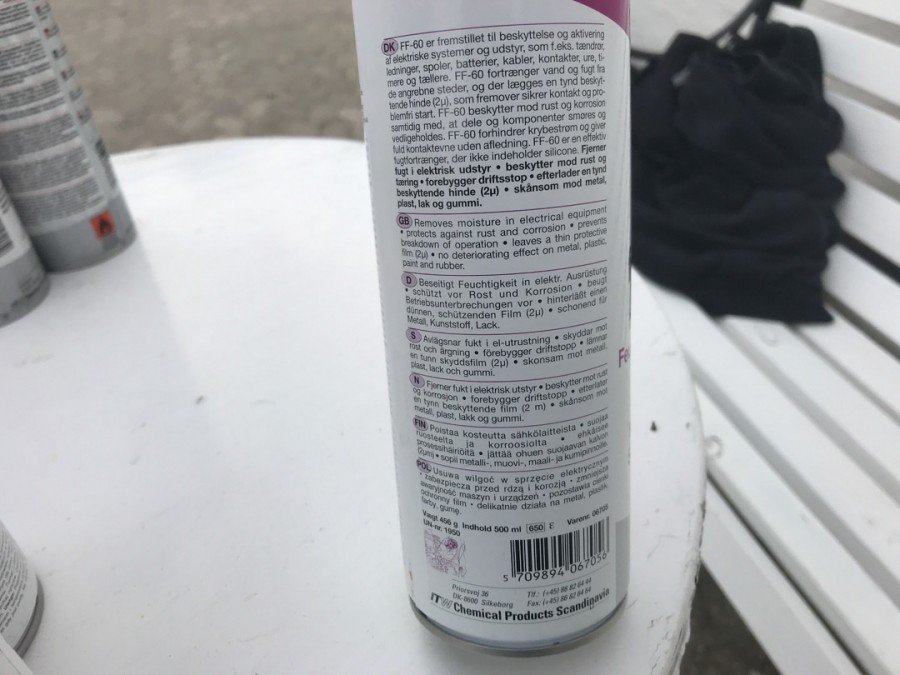 DK FF-60 er fremstillet til beskyttelse og aktivering
af elektriske systemer og udstyr, som f.eks. tændrør,
ledninger, spoler, batterier, kabler, kontakter, ure, ti-
mere og tællere. FF-60 fortrænger vand og fugt fra
de angrebne steder, og der lægges en tynd beskyt-
tende hinde (2µ), som fremover sikrer kontakt og pro-
blemfri start. FF-60 beskytter mod rust og korrosion
samtidig med, at dele og komponenter smøres og
vedligeholdes. FF-60 forhindrer krybestrøm og giver
fuld kontaktevne uden afledning. FF-60 er en effektiv
fugtfortrænger, der ikke indeholder silicone. Fjerner
fugt i elektrisk udstyr • beskytter mod rust og
tæring • forebygger driftsstop • efterlader en tynd
beskyttende hinde (2µ) • skånsom mod metal,
plast, lak og gummi.
GB Removes moisture in electrical equipment
• protects against rust and corrosion • prevents
breakdown of operation • leaves a thin protective
film (2µ) • no deteriorating effect on metal, plastic,
paint and rubber.
D Beseitigt Feuchtigkeit in elektr. Ausrüstung
• schützt vor Rost und Korrosion • beugt
Betriebsunterbrechungen vor • hinterläßt einen
dünnen, schützenden Film (2µ) • schonend für
Metall, Kunststoff, Lack.
S Avlägsnar fukt i el-utrustning • skyddar mot
rost och ärgning • förebygger driftstopp • lämnar
en tunn skyddsfilm (2µ) • skonsam mot metall,
plast, lack och gummi.
N Fjerner fukt i elektrisk utstyr • beskytter mot rust
og korrosjon • forebygger driftstopp • etterlater
en tynn beskyttende film (2 m) • skånsom mot
metall, plast, lakk og gummi.
FIN Poistaa kosteutta sähkölaitteista • suojaa
ruosteelta ja korroosiolta • ehkäisee
prosessihäiriöitä • jättää ohuen suojaavan kalvon
(2µm) • sopii metalli-, muovi-, maali- ja kumipinnoille
POL Usuwa wilgoć w sprzęcie elektrycznym
• zabezpiecza przed rdzą i korozją • zmniejsza
awaryjność maszyn i urządzeń • pozostawia cienki
ochronny film • delikatnie działa na metal, plastik,
farby, gumę.
Vægt 456 g Indhold 500 ml 650 Varenr. 06705
UN-nr. 1950
5 709894 067056
Priorsvej 36 Tlf.: (+45) 86 82 64 44
DK-8600 Silkeborg Fax: (+45) 86 82
ITW Chemical Products Scandinavia